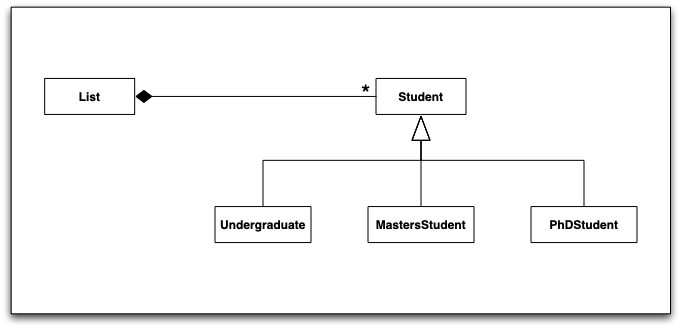 List
*
Student
Undergraduate
MastersStudent
PhDStudent